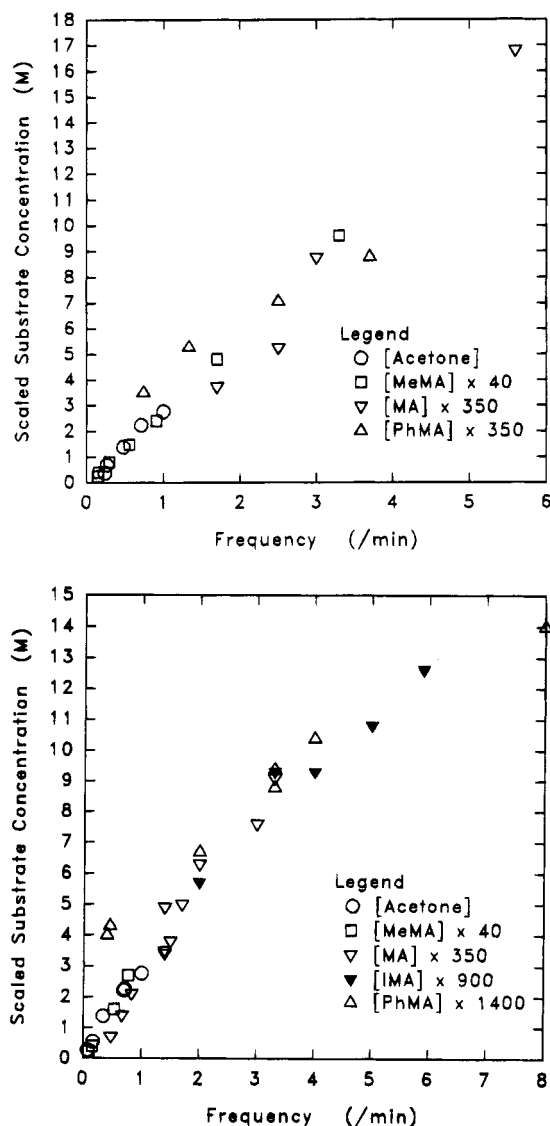 18
17
16
15
14
13
12
11
10
9
8
7
6
5
4
3
2
1
0
Scaled Substrate Concentration (M)
Legend
[Acetone]
[MeMA] x 40
[MA] x 350
[PhMA] x 350
0 1 2 3 4 5 6
Frequency (/min)
15
14
13
12
11
10
9
8
7
6
5
4
3
2
1
0
Scaled Substrate Concentration (M)
Legend
[Acetone]
[MeMA] x 40
[MA] x 350
[IMA] x 900
[PhMA] x 1400
0 1 2 3 4 5 6 7 8
Frequency (/min)